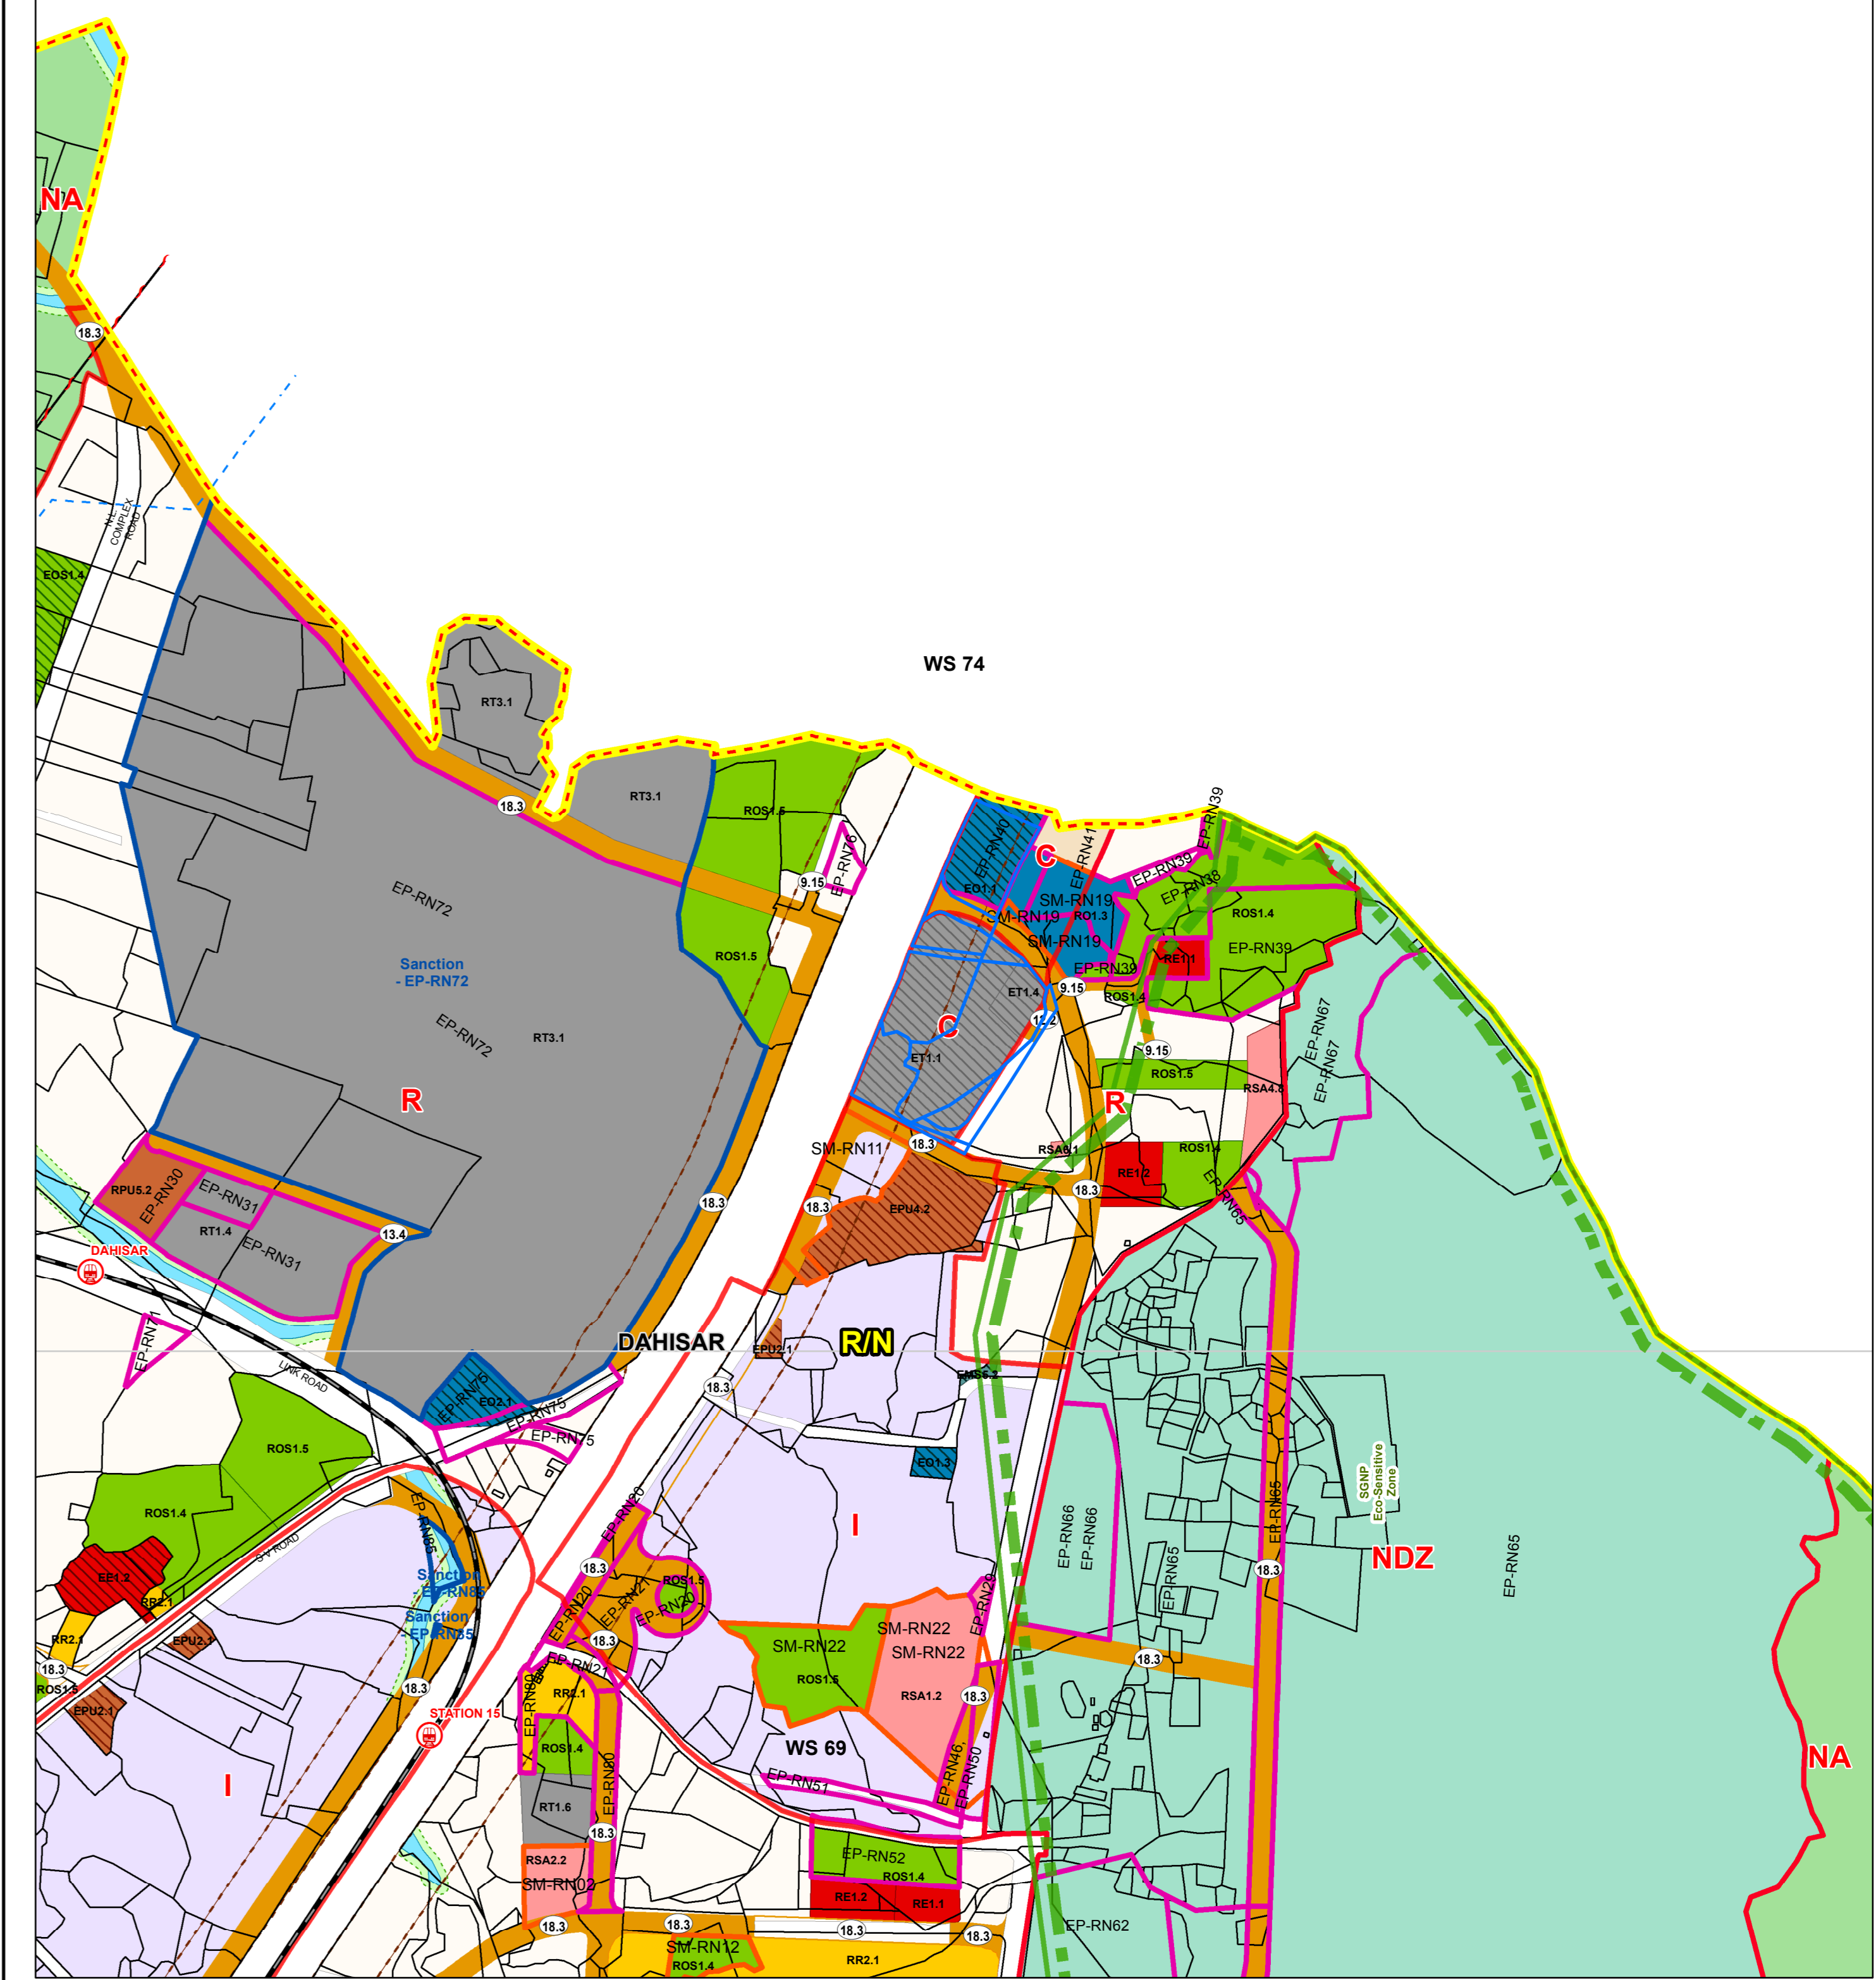 NA
18.3
N.L.
COMPLEX
ROAD
EOS1.4
WS 74
RT3.1
RT3.1
18.3
ROS1.5
EP-RN76
9.15
EP-RN72
ROS1.5
Sanction
- EP-RN72
EP-RN72
RT3.1
R
EP-RN40
EO1.1
C
EP-RN41
EP-RN39
EP-RN39
EP-RN38
SM-RN19
SM-RN19
RO1.3
SM-RN19
ROS1.4
EP-RN39
RE1.1
EP-RN39
ROS1.4
9.15
ET1.4
C
ET1.1
9.15
ROS1.5
RSA4.8
EP-RN67
EP-RN67
R
SM-RN11
18.3
ROS1.4
RE1.2
EP-RN65
18.3
18.3
18.3
EPU4.2
RPU5.2
EP-RN30
EP-RN31
RT1.4
EP-RN31
13.4
DAHISAR
EP-RN71
LINK ROAD
DAHISAR
R/N
EPU2.1
18.3
EP-RN75
EO2.1
EP-RN75
EP-RN75
ROS1.5
EO1.3
I
EP-RN66
EP-RN66
EP-RN65
EP-RN65
SGNP
Eco-Sensitive
Zone
NDZ
EP-RN65
18.3
ROS1.4
S V ROAD
EE1.2
RR2.1
RR2.1
EPU2.1
18.3
ROS1.5
EPU2.1
EP-RN85
Sanction
- EP-RN85
Sanction
18.3
STATION 15
I
EP-RN20
18.3
EP-RN20
EP-RN21
EP-RN20
ROS1.5
18.3
EP-RN21
RR2.1
EP-RN80
ROS1.4
RT1.6
EP-RN80
18.3
RSA2.2
SM-RN02
18.3
SM-RN22
SM-RN22
SM-RN22
ROS1.5
RSA1.2
EP-RN29
18.3
18.3
WS 69
EP-RN51
EP-RN46,
EP-RN50
EP-RN52
ROS1.4
RE1.2
RE1.1
18.3
18.3
18.3
SM-RN12
ROS1.4
RR2.1
EP-RN62
NA